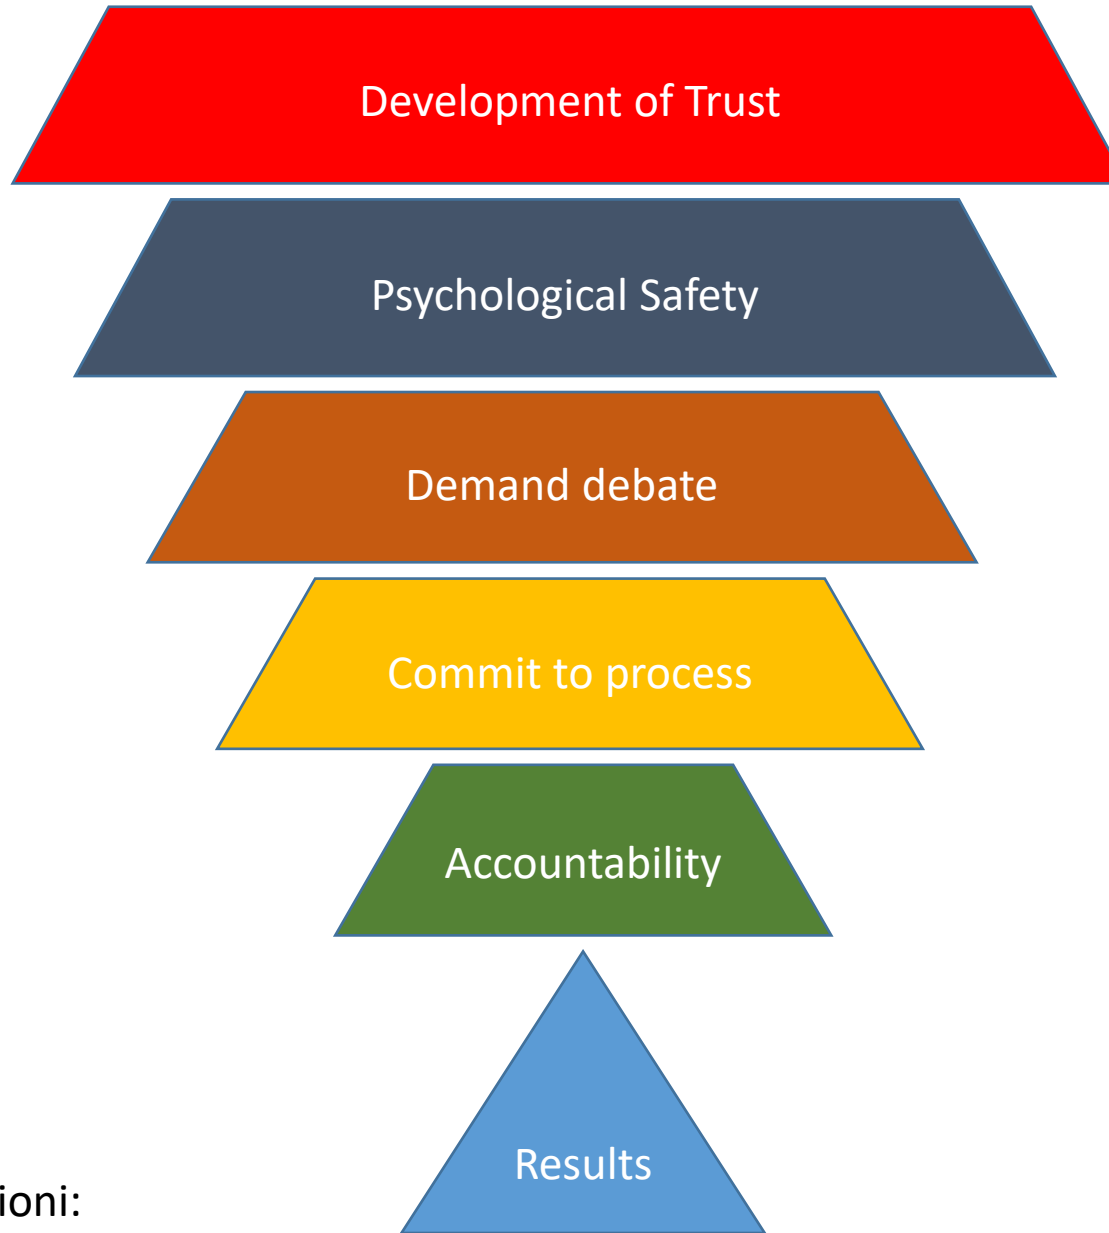 Development of Trust
Psychological Safety
Demand debate
Commit to process
Accountability
Results
ioni: